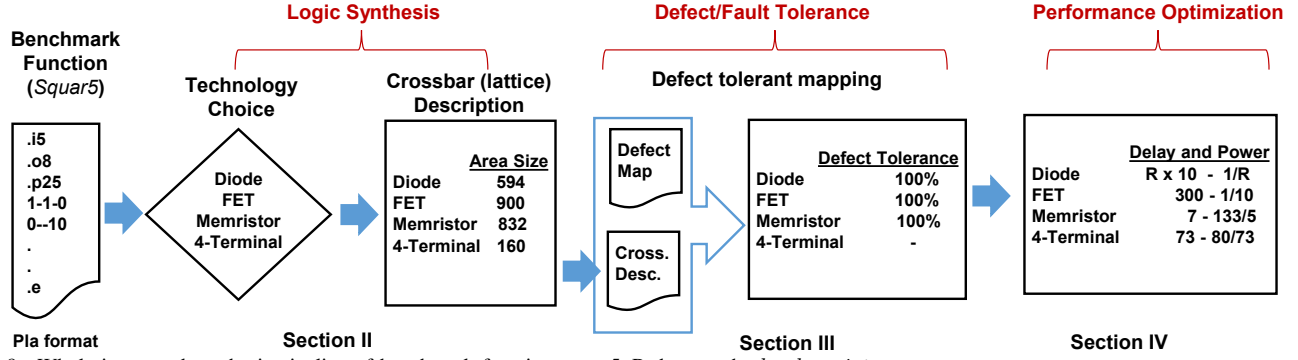 Logic Synthesis
Defect/Fault Tolerance
Performance Optimization
Benchmark
Function
(Squar5)
Technology
Choice
Crossbar (lattice)
Description
Defect tolerant mapping
.i5
.o8
.p25
1-1-0
0--10
.
.
.e
Diode
FET
Memristor
4-Terminal
Area Size
Diode 594
FET 900
Memristor 832
4-Terminal 160
Defect
Map
Cross.
Desc.
Defect Tolerance
Diode 100%
FET 100%
Memristor 100%
4-Terminal -
Delay and Power
Diode R x 10 - 1/R
FET 300 - 1/10
Memristor 7 - 133/5
4-Terminal 73 - 80/73
Pla format
Section II
Section III
Section IV